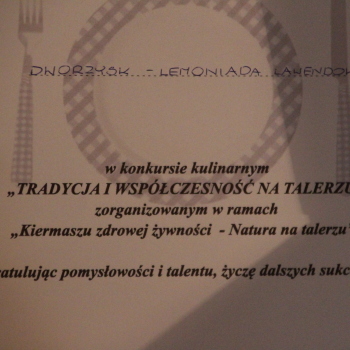 DWORZYSK - LEMONIADA LAWENDOW
w konkursie kulinarnym
„TRADYCJA I WSPÓŁCZESNOŚĆ NA TALERZU
zorganizowanym w ramach
„Kiermaszu zdrowej żywności - Natura na talerzu"
atulując pomysłowości i talentu, życzę dalszych sukc